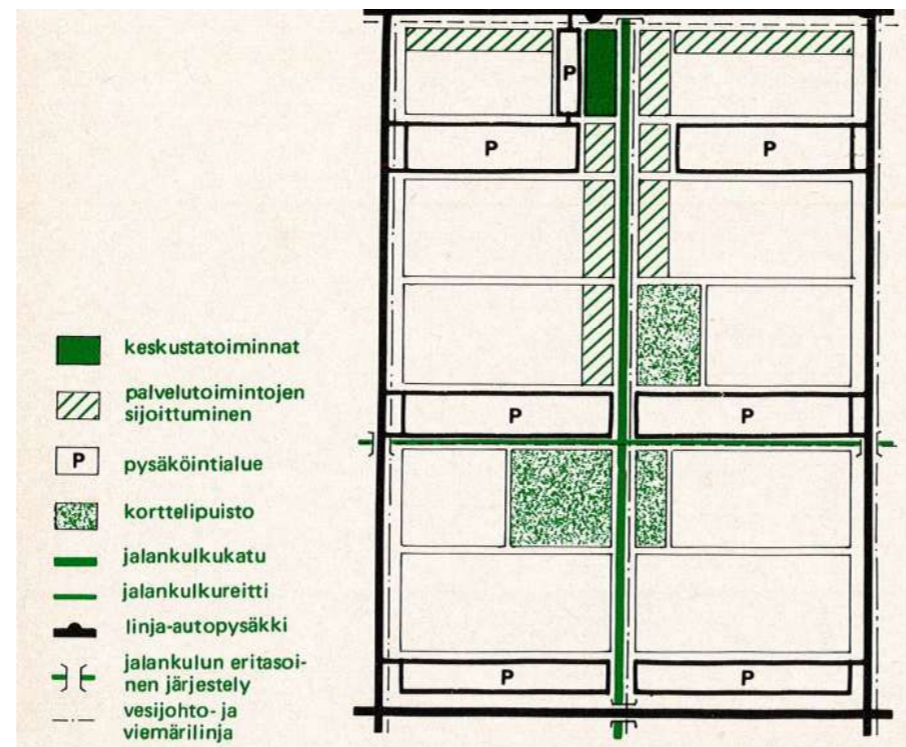 P
P
P
P
P
P
P
keskustatoiminnat
palvelutoimintojen
sijoittuminen
P
pysäköintialue
korttelipuisto
jalankulkukatu
jalankulkureitti
linja-autopysäkki
jalankulun eritasoi-
nen järjestely
vesijohto- ja
viemärilinja